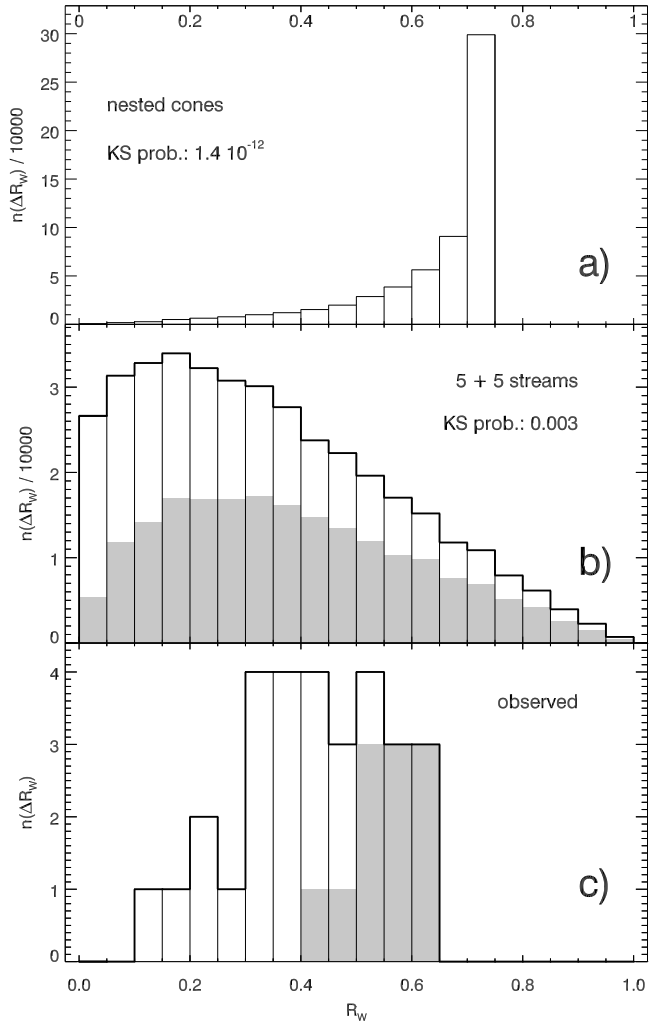 0 0.2 0.4 0.6 0.8 1
30
25
20
15
10
5
0
n(ΔR_w) / 10000
nested cones
KS prob.: 1.4 10^-12
a)
3
2
1
0
n(ΔR_w) / 10000
5 + 5 streams
KS prob.: 0.003
b)
4
3
2
1
0
n(ΔR_w)
observed
c)
0.0 0.2 0.4 0.6 0.8 1.0
R_w